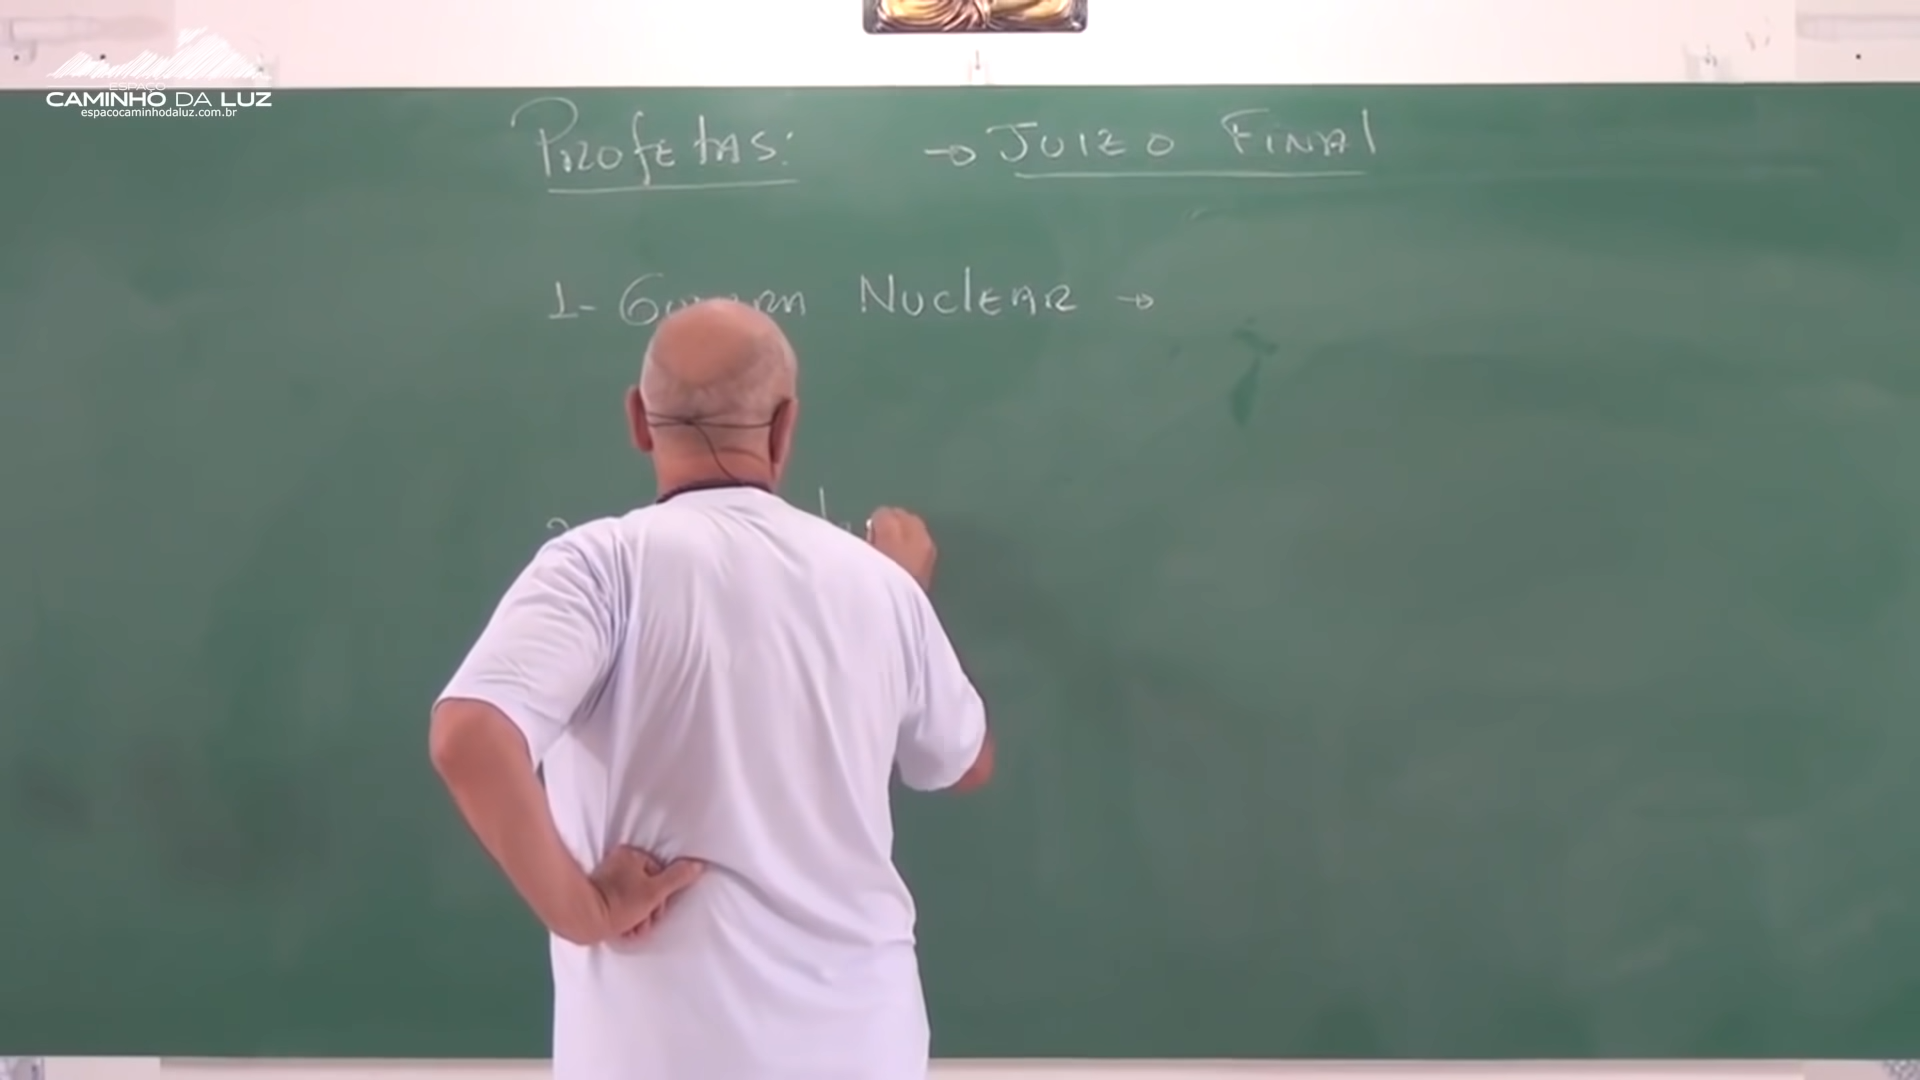 ESPAÇO
CAMINHO DA LUZ
espacocaminhodaluz.com.br
Profetas: → Juizo Final
1- Nuclear →